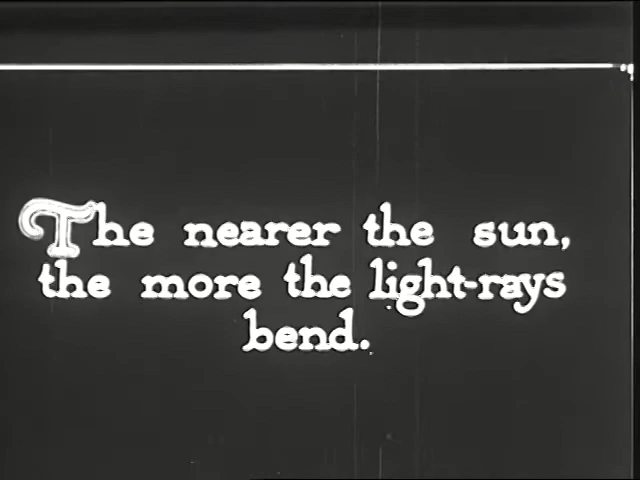 The nearer the sun,
the more the light-rays
bend.